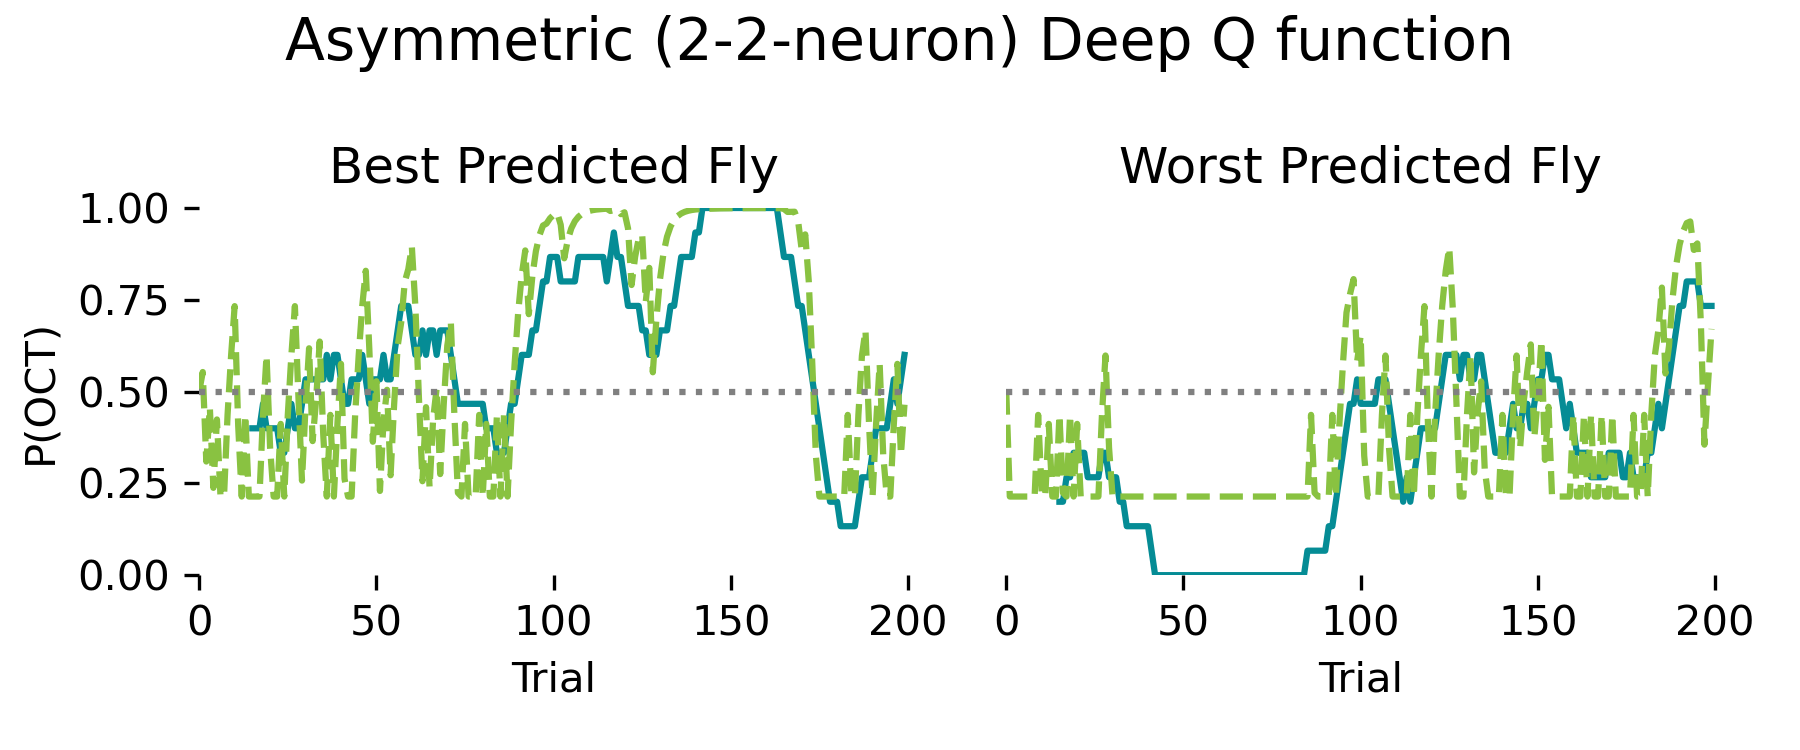 Asymmetric (2-2-neuron) Deep Q function
Best Predicted Fly
Worst Predicted Fly
P(OCT)
1.00
0.75
0.50
0.25
0.00
0 50 100 150 200
0 50 100 150 200
Trial
Trial